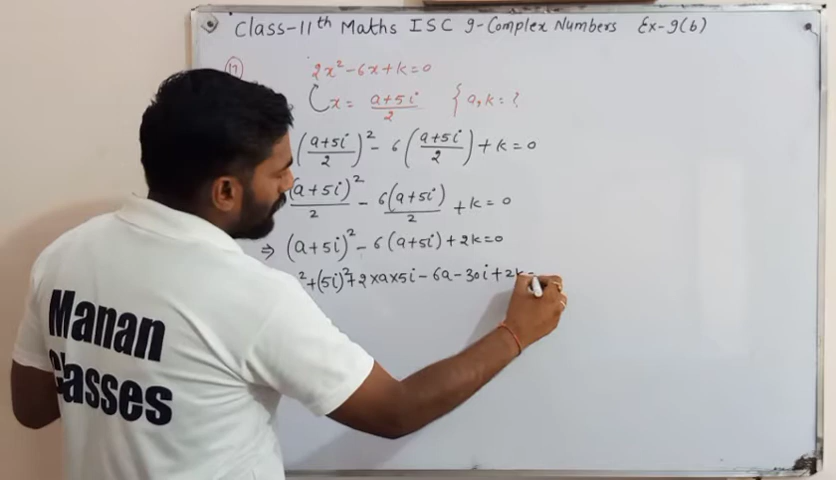 Class-11th Maths ISC 9-Complex Numbers Ex-9(b)
17 2x² - 6x + k = 0
x = (a+5i)/2 { a, k = ?
((a+5i)/2)² - 6((a+5i)/2) + k = 0
(a+5i)²/2 - 6(a+5i)/2 + k = 0
⇒ (a+5i)² - 6(a+5i) + 2k = 0
² + (5i)² + 2×a×5i - 6a - 30i + 2k =
Manan
Classes